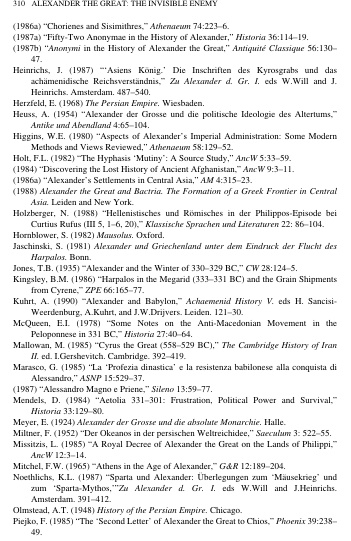 310 ALEXANDER THE GREAT: THE INVISIBLE ENEMY
(1986a) “Chorienes and Sisimithres,” Athenaeum 74:223–6.
(1987a) “Fifty-Two Anonymae in the History of Alexander,” Historia 36:114–19.
(1987b) “Anonymi in the History of Alexander the Great,” Antiquité Classique 56:130–
47.
Heinrichs, J. (1987) “‘Asiens König.’ Die Inschriften des Kyrosgrabs und das
achämenidische Reichsverständnis,” Zu Alexander d. Gr. I. eds W.Will and J.
Heinrichs. Amsterdam. 487–540.
Herzfeld, E. (1968) The Persian Empire. Wiesbaden.
Heuss, A. (1954) “Alexander der Grosse und die politische Ideologie des Altertums,”
Antike und Abendland 4:65–104.
Higgins, W.E. (1980) “Aspects of Alexander’s Imperial Administration: Some Modern
Methods and Views Reviewed,” Athenaeum 58:129–52.
Holt, F.L. (1982) “The Hyphasis ‘Mutiny’: A Source Study,” AncW 5:33–59.
(1984) “Discovering the Lost History of Ancient Afghanistan,” AncW 9:3–11.
(1986a) “Alexander’s Settlements in Central Asia,” AM 4:315–23.
(1988) Alexander the Great and Bactria. The Formation of a Greek Frontier in Central
Asia. Leiden and New York.
Holzberger, N. (1988) “Hellenistisches und Römisches in der Philippos-Episode bei
Curtius Rufus (III 5, 1–6, 20),” Klassische Sprachen und Literaturen 22: 86–104.
Hornblower, S. (1982) Mausolus. Oxford.
Jaschinski, S. (1981) Alexander und Griechenland unter dem Eindruck der Flucht des
Harpalos. Bonn.
Jones, T.B. (1935) “Alexander and the Winter of 330–329 BC,” CW 28:124–5.
Kingsley, B.M. (1986) “Harpalos in the Megarid (333–331 BC) and the Grain Shipments
from Cyrene,” ZPE 66:165–77.
Kuhrt, A. (1990) “Alexander and Babylon,” Achaemenid History V. eds H. Sancisi-
Weerdenburg, A.Kuhrt, and J.W.Drijvers. Leiden. 121–30.
McQueen, E.I. (1978) “Some Notes on the Anti-Macedonian Movement in the
Peloponnese in 331 BC,” Historia 27:40–64.
Mallowan, M. (1985) “Cyrus the Great (558–529 BC),” The Cambridge History of Iran
II. ed. I.Gershevitch. Cambridge. 392–419.
Marasco, G. (1985) “La ‘Profezia dinastica’ e la resistenza babilonese alla conquista di
Alessandro,” ASNP 15:529–37.
(1987) “Alessandro Magno e Priene,” Sileno 13:59–77.
Mendels, D. (1984) “Aetolia 331–301: Frustration, Political Power and Survival,”
Historia 33:129–80.
Meyer, E. (1924) Alexander der Grosse und die absolute Monarchie. Halle.
Miltner, F. (1952) “Der Okeanos in der persischen Weltreichidee,” Saeculum 3: 522–55.
Missitzis, L. (1985) “A Royal Decree of Alexander the Great on the Lands of Philippi,”
AncW 12:3–14.
Mitchel, F.W. (1965) “Athens in the Age of Alexander,” G&R 12:189–204.
Noethlichs, K.L. (1987) “Sparta und Alexander: Überlegungen zum ‘Mäusekrieg’ und
zum ‘Sparta-Mythos,’”Zu Alexander d. Gr. I. eds W.Will and J.Heinrichs.
Amsterdam. 391–412.
Olmstead, A.T. (1948) History of the Persian Empire. Chicago.
Piejko, F. (1985) “The ‘Second Letter’ of Alexander the Great to Chios,” Phoenix 39:238–
49.